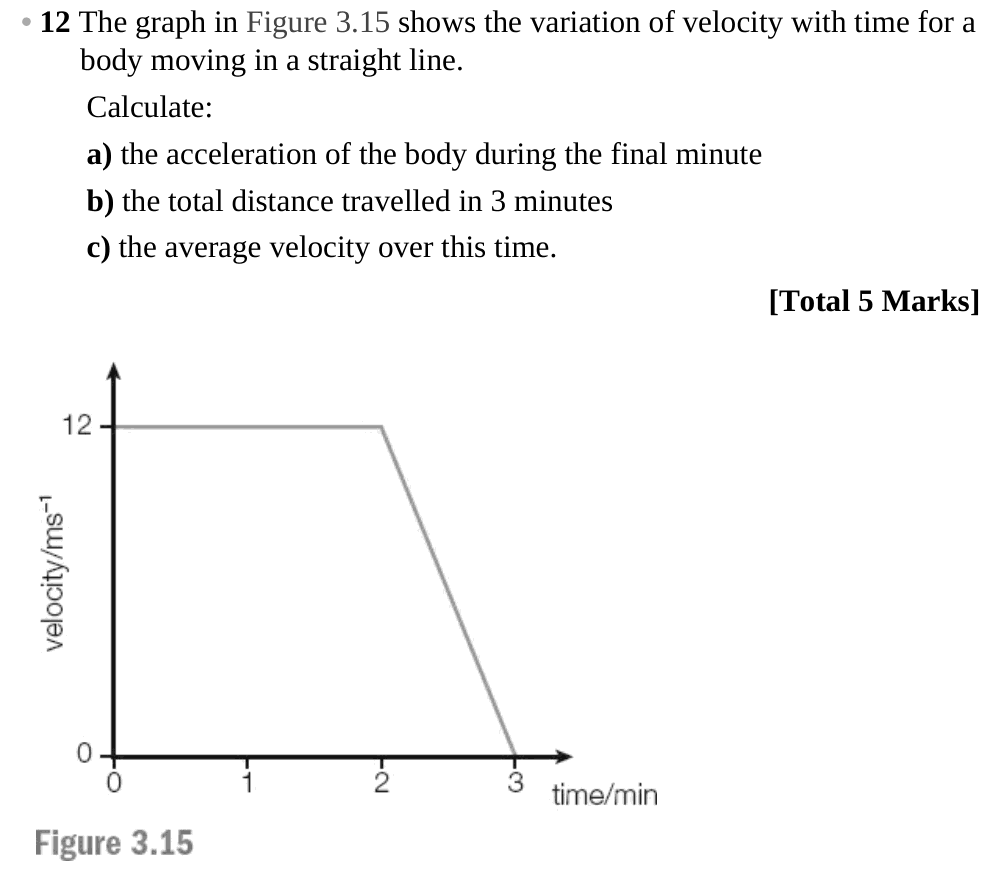 • 12 The graph in Figure 3.15 shows the variation of velocity with time for a
body moving in a straight line.
Calculate:
a) the acceleration of the body during the final minute
b) the total distance travelled in 3 minutes
c) the average velocity over this time.
[Total 5 Marks]
12
velocity/ms⁻¹
0
0 1 2 3 time/min
Figure 3.15